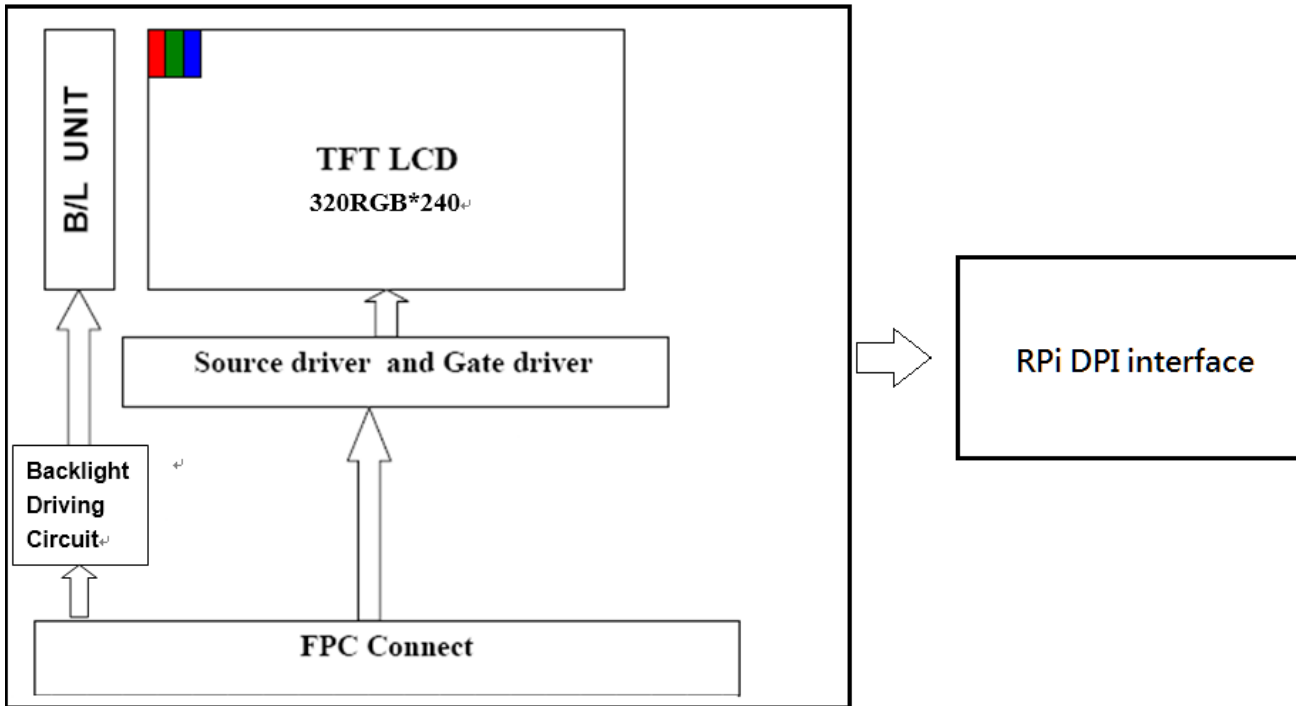 B/L UNIT
TFT LCD
320RGB*240↵
Source driver and Gate driver
RPi DPI interface
↵
Backlight
Driving
Circuit↵
FPC Connect